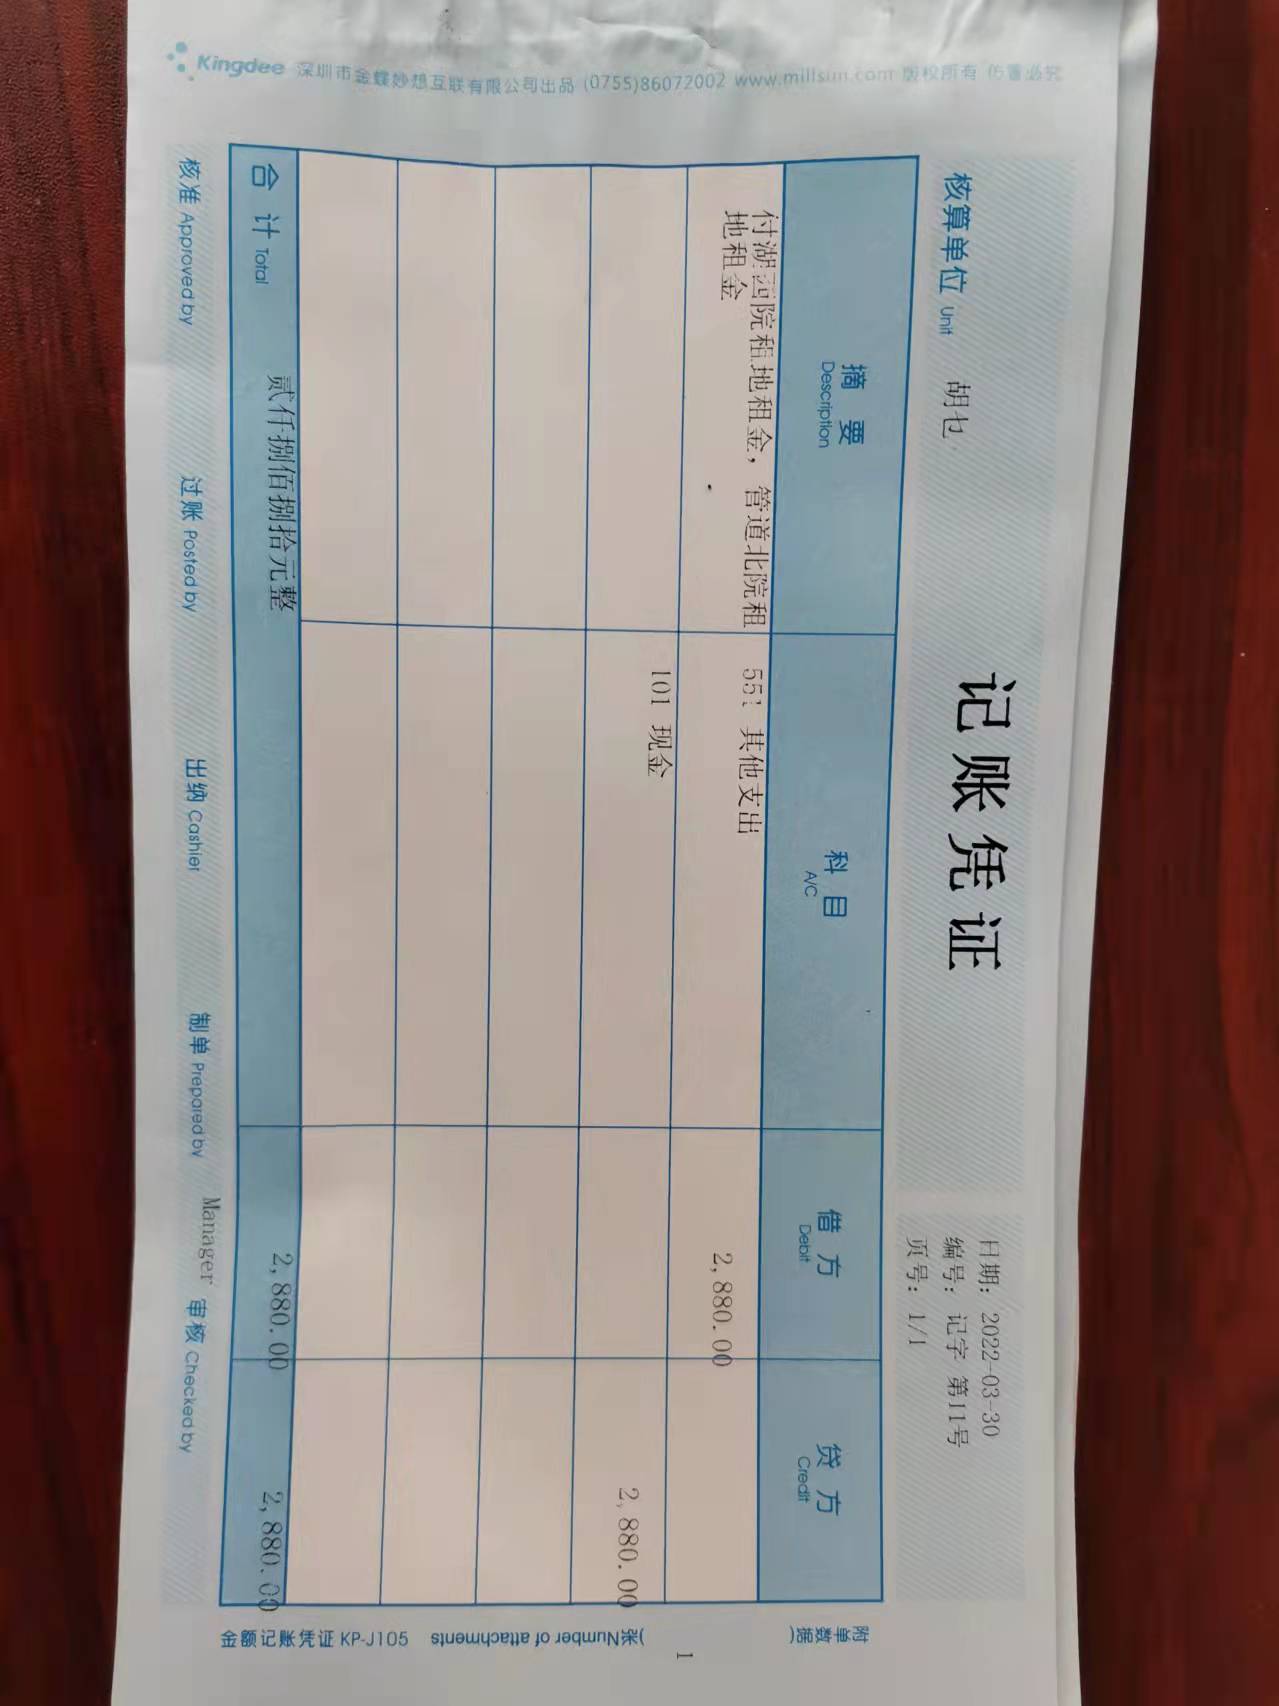 记账凭证
核算单位 Unit 胡乜
日期: 2022-03-30
编号: 记字 第11号
页号: 1/1
摘 要 科 目 借 方 贷 方
Description A/C Debit Credit
付湖西院租地租金, 管道北院租 551 其他支出 2,880.00
地租金
101 现金 2,880.00
合 计 Total 贰仟捌佰捌拾元整 2,880.00 2,880.00
附单数据(
1
张Number of attachments)
金额记账凭证 KP-J105
核准 Approved by 过账 Posted by 出纳 Cashier 制单 Prepared by Manager 审核 Checked by
Kingdee 深圳市金蝶妙想互联有限公司出品 (0755)86072002 www.millsun.com 版权所有 仿冒必究